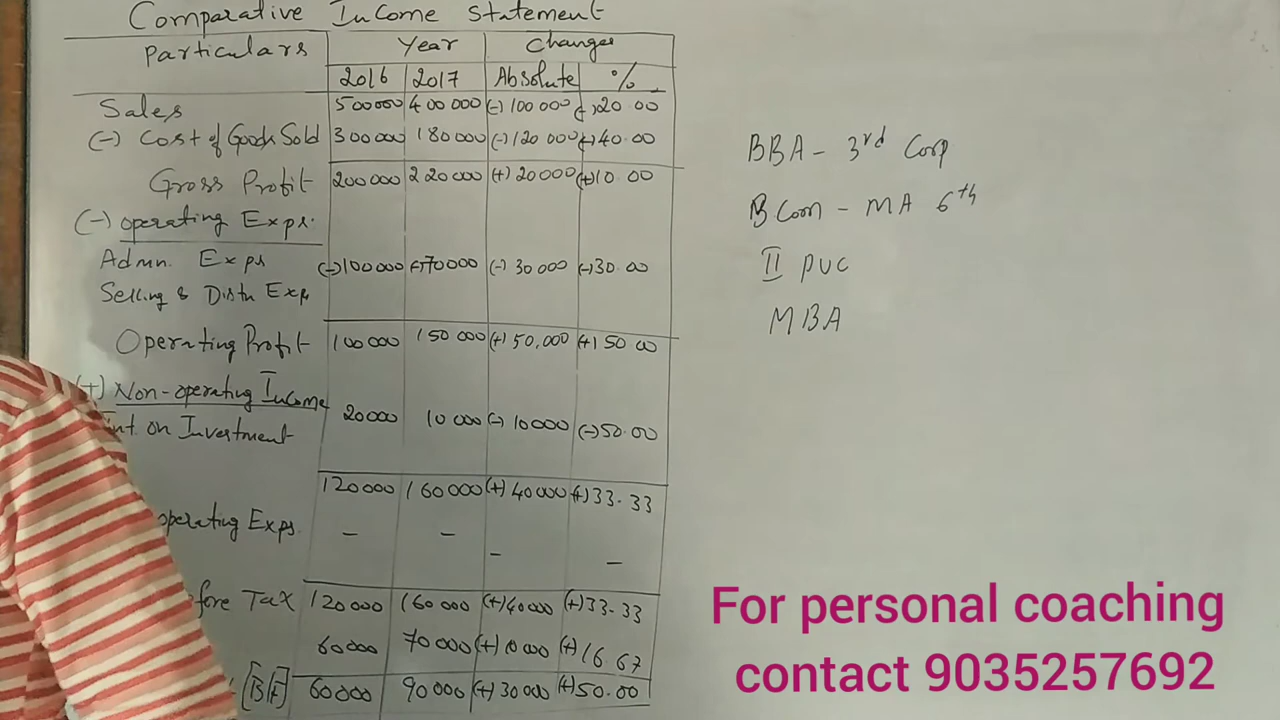 Comparative Income Statement
Particulars Year Changes
2016 2017 Absolute %
Sales 500000 400000 (-) 100000 (-) 20.00
(-) Cost of Goods Sold 300000 180000 (-) 120000 (-) 40.00
Gross Profit 200000 220000 (+) 20000 (+) 10.00
(-) operating Exps.
Admn. Exps (-) 100000 (-) 70000 (-) 30000 (-) 30.00
Selling & Distn Exps
Operating Profit 100000 150000 (+) 50,000 (+) 50.00
(+) Non-operating Income 20000 10000 (-) 10000 (-) 50.00
Int. on Investment
120000 160000 (+) 40000 (+) 33.33
operating Exps. - - - -
efore Tax 120000 160000 (+) 40000 (+) 33.33
60000 70000 (+) 10000 (+) 16.67
60000 90000 (+) 30000 (+) 50.00
BBA - 3rd Corp
B Com - MA 6th
II PUC
MBA
For personal coaching
contact 9035257692